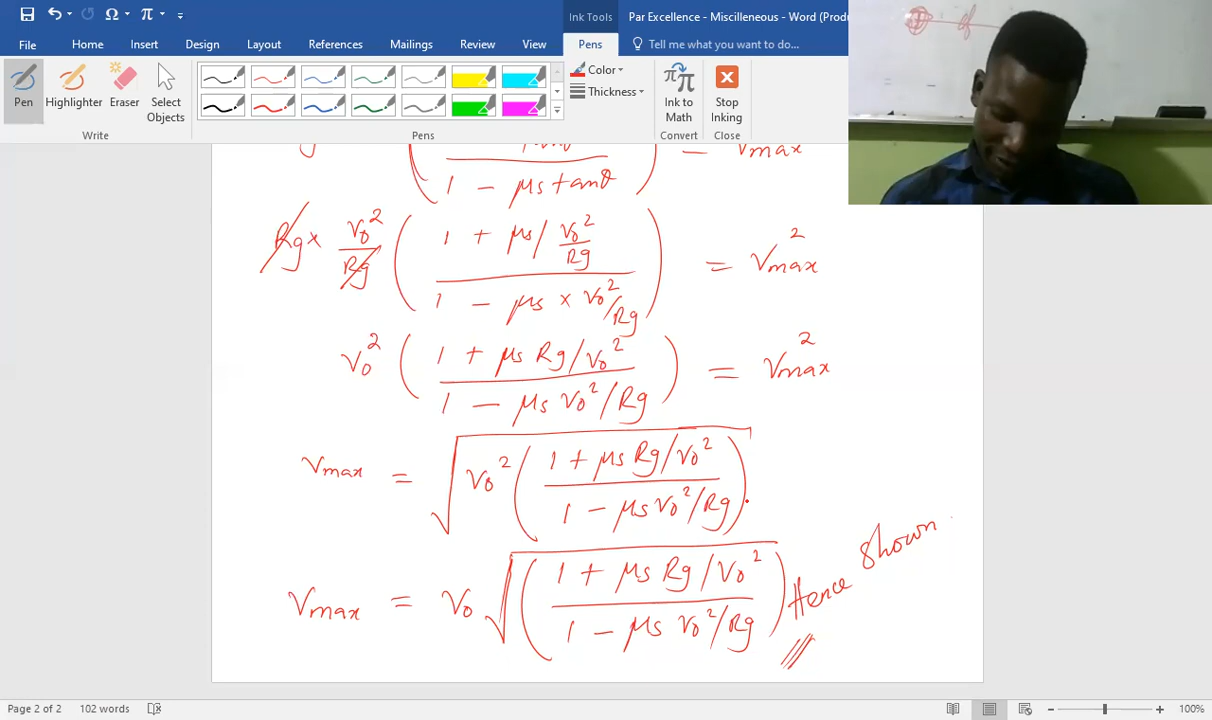 Ink Tools
Par Excellence - Miscilleneous - Word (Produ
File Home Insert Design Layout References Mailings Review View Pens Tell me what you want to do...
Pen Highlighter Eraser Select Objects
Color
Thickness
Ink to Math
Stop Inking
Write Pens Convert Close
1 - μs tanθ ) = Vmax
Rg x V0²/Rg ( 1 + μs / V0²/Rg / 1 - μs x V0²/Rg ) = Vmax²
V0² ( 1 + μs Rg/V0² / 1 - μs V0²/Rg ) = Vmax²
Vmax = √ V0² ( 1 + μs Rg/V0² / 1 - μs V0²/Rg )
Vmax = V0 √ ( 1 + μs Rg/V0² / 1 - μs V0²/Rg ) Hence shown
Page 2 of 2 102 words 100%